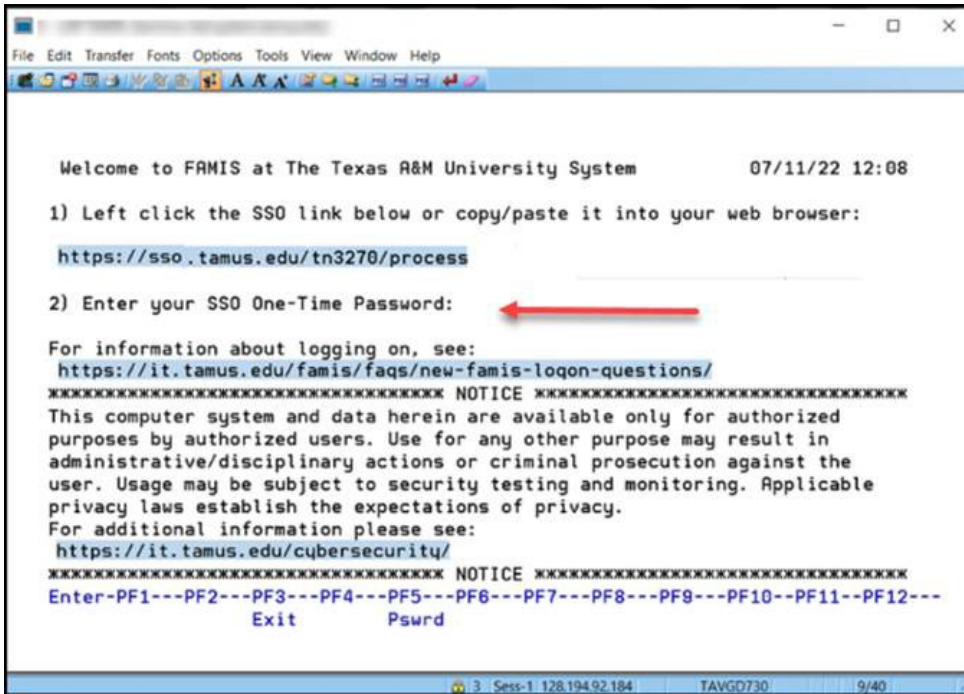 File Edit Transfer Fonts Options Tools View Window Help
Welcome to FAMIS at The Texas A&M University System 07/11/22 12:08
1) Left click the SSO link below or copy/paste it into your web browser:
https://sso.tamus.edu/tn3270/process
2) Enter your SSO One-Time Password:
For information about logging on, see:
https://it.tamus.edu/famis/faqs/new-famis-logon-questions/
*********************************** NOTICE *********************************
This computer system and data herein are available only for authorized
purposes by authorized users. Use for any other purpose may result in
administrative/disciplinary actions or criminal prosecution against the
user. Usage may be subject to security testing and monitoring. Applicable
privacy laws establish the expectations of privacy.
For additional information please see:
https://it.tamus.edu/cybersecurity/
*********************************** NOTICE *********************************
Enter-PF1---PF2---PF3---PF4---PF5---PF6---PF7---PF8---PF9---PF10--PF11--PF12---
Exit Pswrd
3 Sess-1 128.194.92.184 TAVGD730 9/40